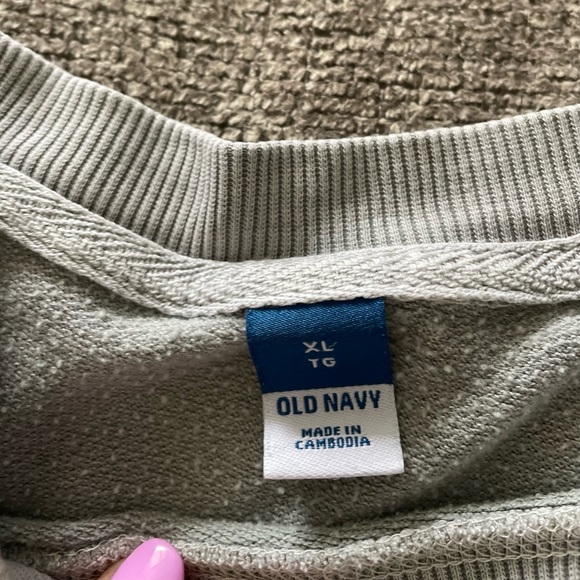 XL
TG
OLD NAVY
MADE IN
CAMBODIA